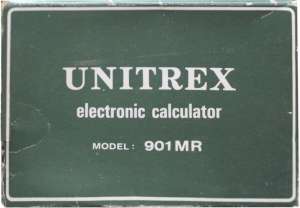 UNITREX
electronic calculator
MODEL: 901MR